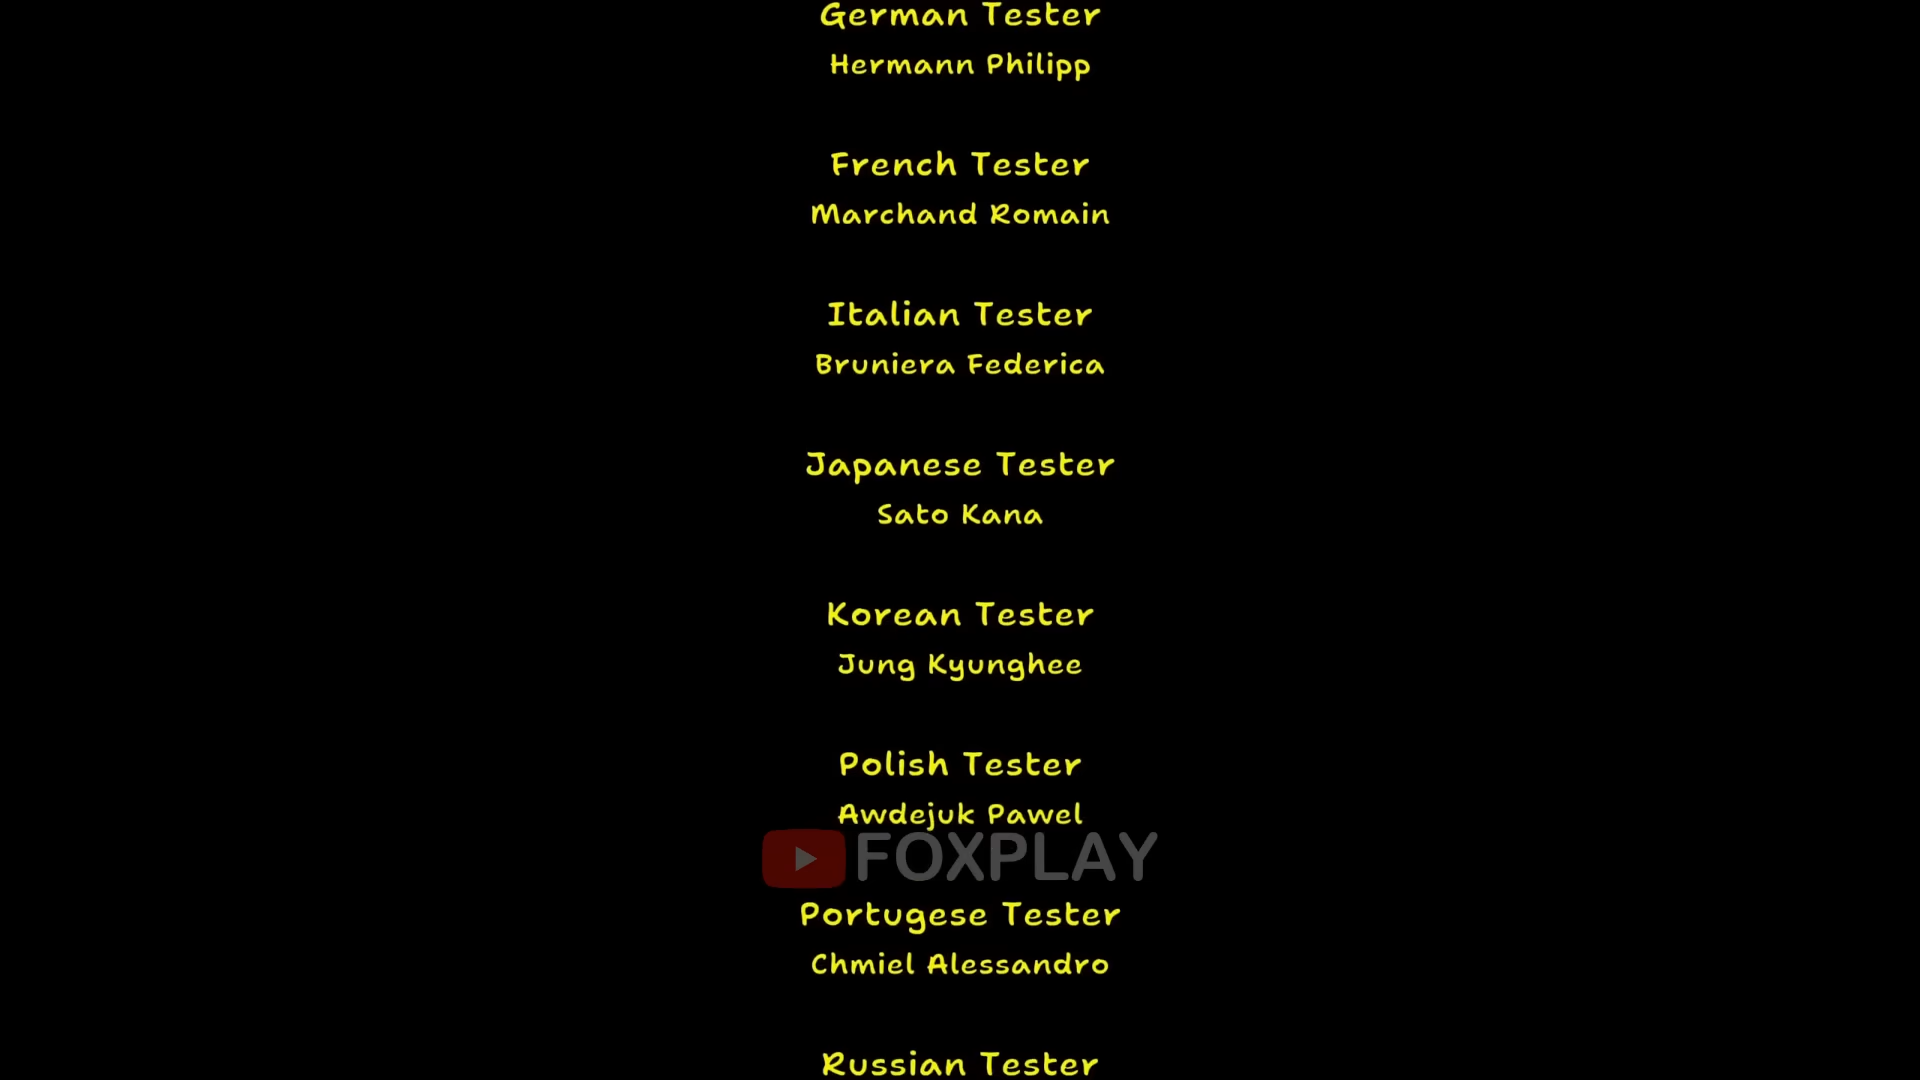 German Tester
Hermann Philipp
French Tester
Marchand Romain
Italian Tester
Bruniera Federica
Japanese Tester
Sato Kana
Korean Tester
Jung Kyunghee
Polish Tester
Awdejuk Pawel
FOXPLAY
Portugese Tester
Chmiel Alessandro
Russian Tester